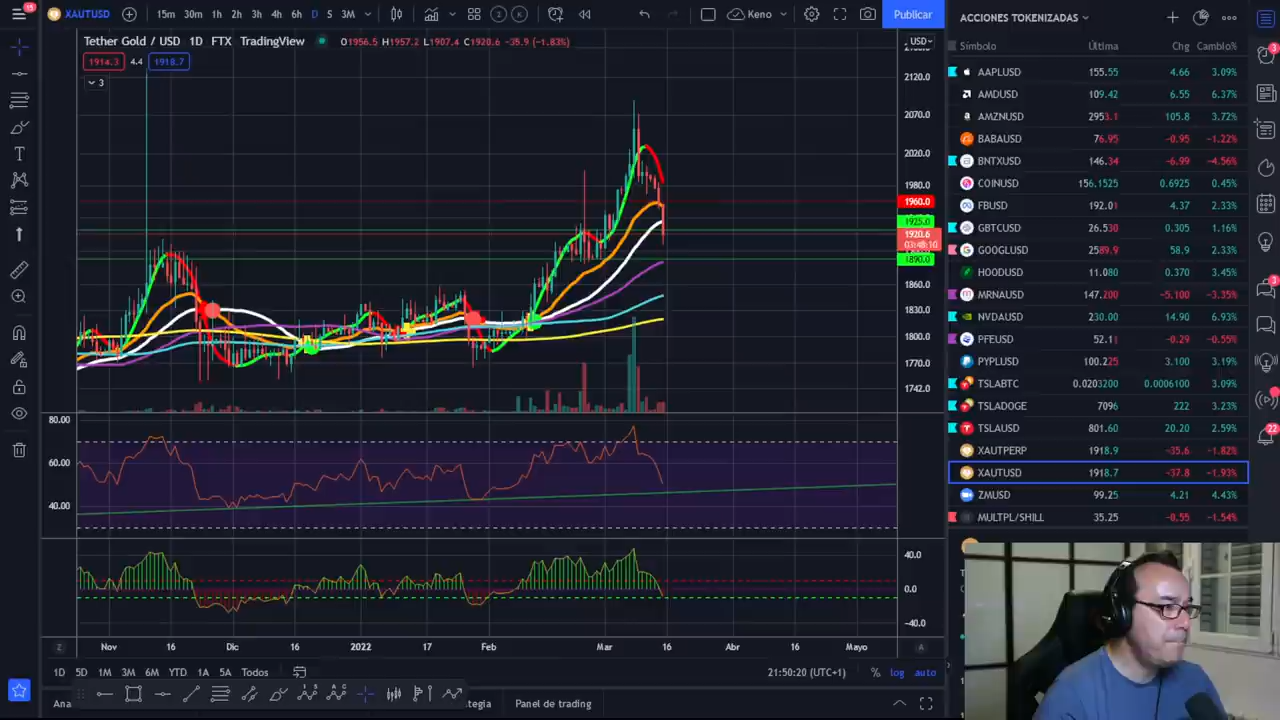 XAUTUSD 15m 30m 1h 2h 3h 4h 6h D S 3M Keno Publicar
Tether Gold / USD 1D FTX TradingView O1956.5 H1957.2 L1907.4 C1920.6 -35.9 (-1.83%)
1914.3 4.4 1918.7
3
USD
2120.0
2070.0
2020.0
1980.0
1960.0
1925.0
1920.6
03:48:10
1890.0
1860.0
1830.0
1800.0
1770.0
1742.0
80.00
60.00
40.00
80.00
60.00
40.00
40.0
0.0
-40.0
Z Nov 16 Dic 16 2022 17 Feb Mar 16 Abr 16 Mayo A
1D 5D 1M 3M 6M YTD 1A 5A Todos 21:50:20 (UTC+1) % log auto
Ana
tegia Panel de trading
ACCIONES TOKENIZADAS
Símbolo Última Chg Cambio%
AAPLUSD 155.55 4.66 3.09%
AMDUSD 109.42 6.55 6.37%
AMZNUSD 2953.1 105.8 3.72%
BABAUSD 76.95 -0.95 -1.22%
BNTXUSD 146.34 -6.99 -4.56%
COINUSD 156.1525 0.6925 0.45%
FBUSD 192.01 4.37 2.33%
GBTCUSD 26.530 0.305 1.16%
GOOGLUSD 2589.9 58.9 2.33%
HOODUSD 11.080 0.370 3.45%
MRNAUSD 147.200 -5.100 -3.35%
NVDAUSD 230.00 14.90 6.93%
PFEUSD 52.11 -0.29 -0.55%
PYPLUSD 100.225 3.100 3.19%
TSLABTC 0.0203200 0.0006100 3.09%
TSLADOGE 7096 222 3.23%
TSLAUSD 801.60 20.20 2.59%
XAUTPERP 1918.9 -35.6 -1.82%
XAUTUSD 1918.7 -37.8 -1.93%
ZMUSD 99.25 4.21 4.43%
MULTPL/SHILL 35.25 -0.55 -1.54%